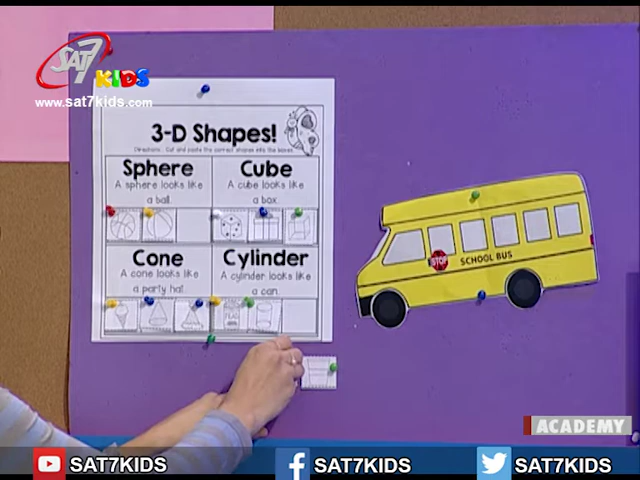 SAT7
KIDS
www.sat7kids.com
3-D Shapes!
Directions: Cut and paste the correct shapes into the boxes.
Sphere
A sphere looks like
a ball.
Cube
A cube looks like
a box.
Cone
A cone looks like
a party hat.
Cylinder
A cylinder looks like
a can.
STOP
SCHOOL BUS
ACADEMY
SAT7KIDS
SAT7KIDS
SAT7KIDS